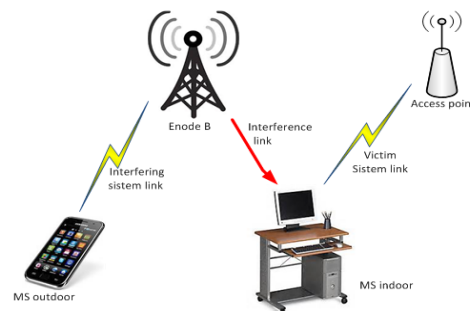 Access poin
Enode B
Interfering
sistem link
Interference
link
Victim
Sistem link
MS outdoor
MS indoor